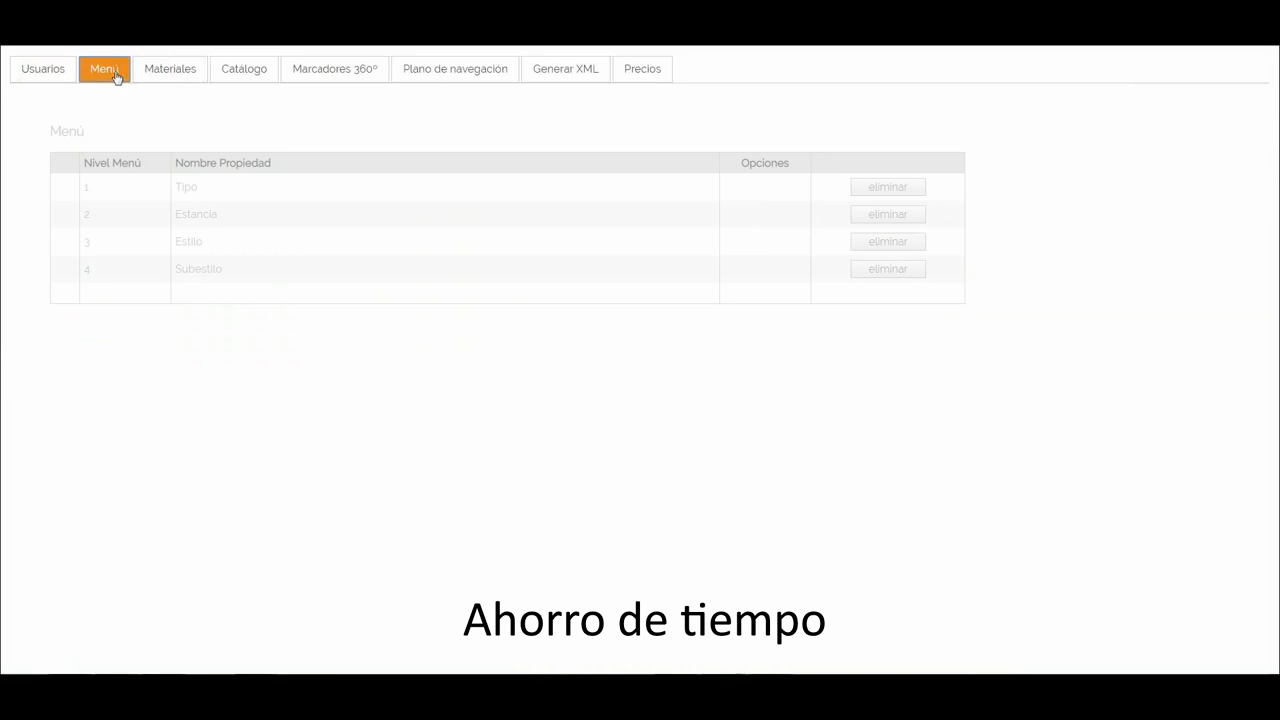 Usuarios Menú Materiales Catálogo Marcadores 360º Plano de navegación Generar XML Precios
Menú
Nivel Menú Nombre Propiedad Opciones
1 Tipo eliminar
2 Estancia eliminar
3 Estilo eliminar
4 Subestilo eliminar
Ahorro de tiempo